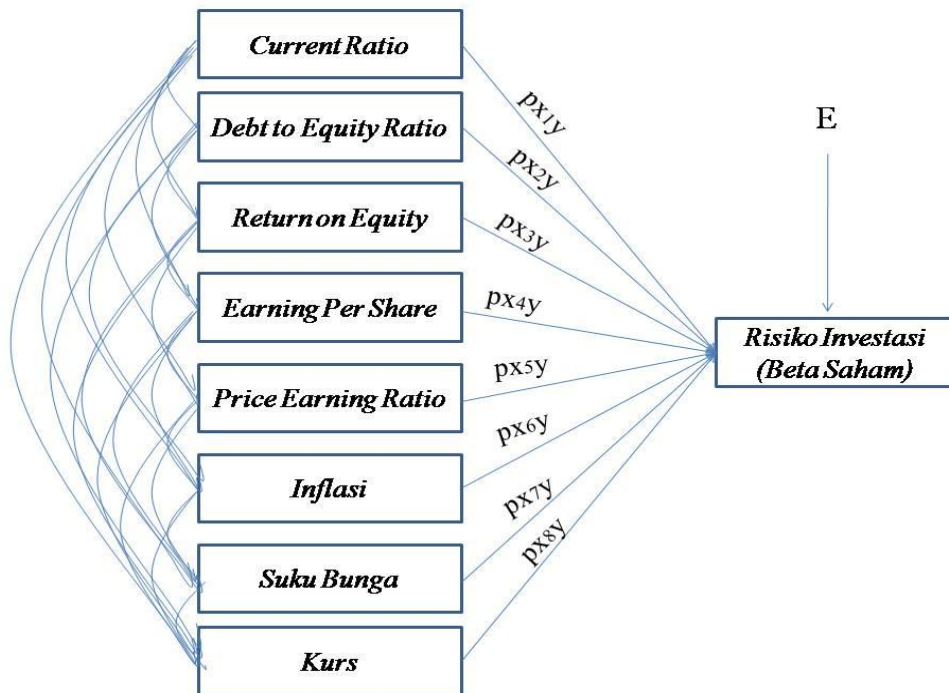 Current Ratio
Debt to Equity Ratio
Return on Equity
Earning Per Share
Price Earning Ratio
Inflasi
Suku Bunga
Kurs
px1y
px2y
px3y
px4y
px5y
px6y
px7y
px8y
E
Risiko Investasi
(Beta Saham)